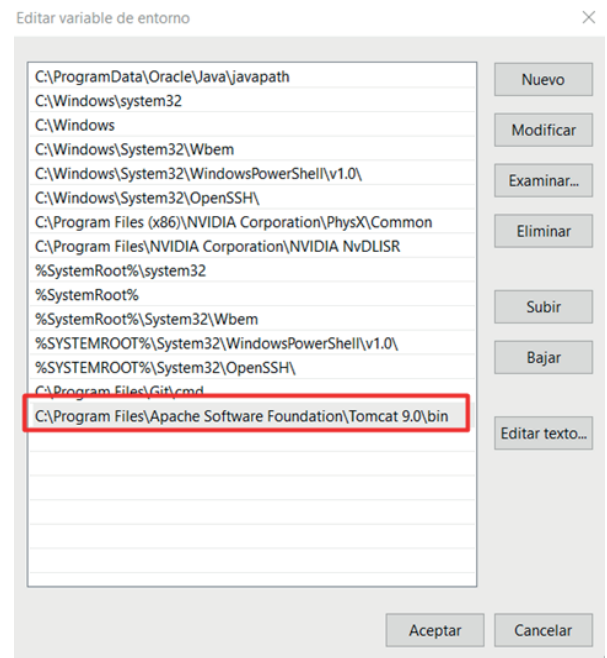 Editar variable de entorno
C:\ProgramData\Oracle\Java\javapath
C:\Windows\system32
C:\Windows
C:\Windows\System32\Wbem
C:\Windows\System32\WindowsPowerShell\v1.0\
C:\Windows\System32\OpenSSH\
C:\Program Files (x86)\NVIDIA Corporation\PhysX\Common
C:\Program Files\NVIDIA Corporation\NVIDIA NvDLISR
%SystemRoot%\system32
%SystemRoot%
%SystemRoot%\System32\Wbem
%SYSTEMROOT%\System32\WindowsPowerShell\v1.0\
%SYSTEMROOT%\System32\OpenSSH\
C:\Program Files\Git\cmd
C:\Program Files\Apache Software Foundation\Tomcat 9.0\bin
Nuevo
Modificar
Examinar...
Eliminar
Subir
Bajar
Editar texto...
Aceptar
Cancelar